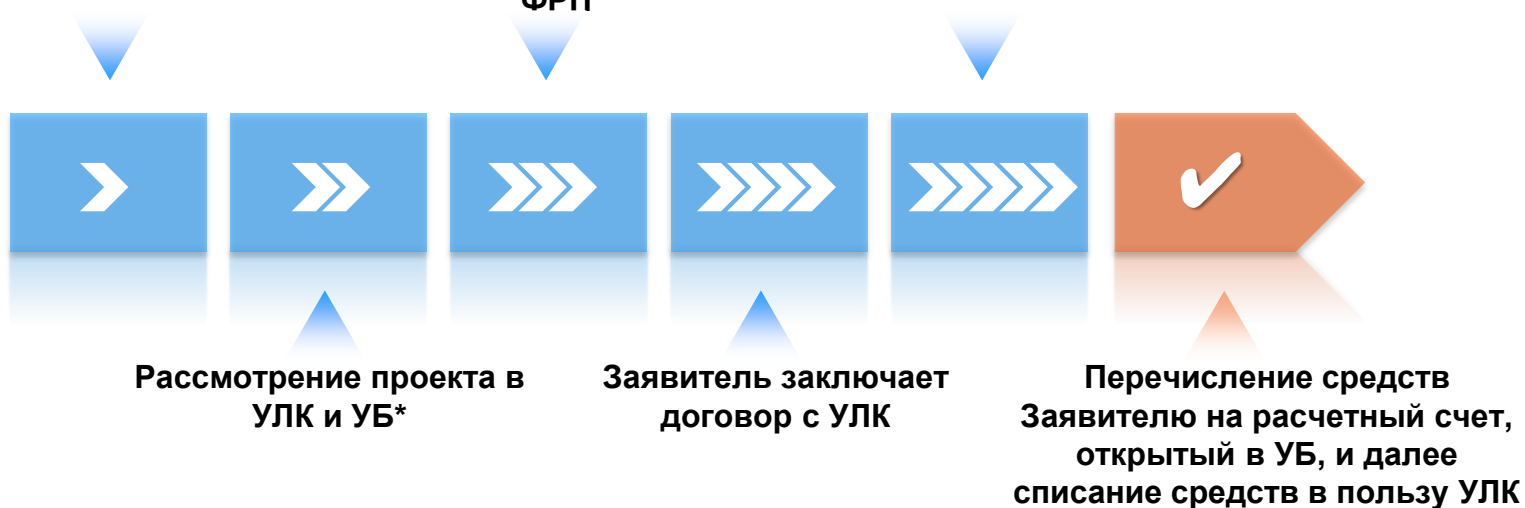 ФРП
Рассмотрение проекта в
УЛК и УБ*
Заявитель заключает
договор с УЛК
Перечисление средств
Заявителю на расчетный счет,
открытый в УБ, и далее
списание средств в пользу УЛК